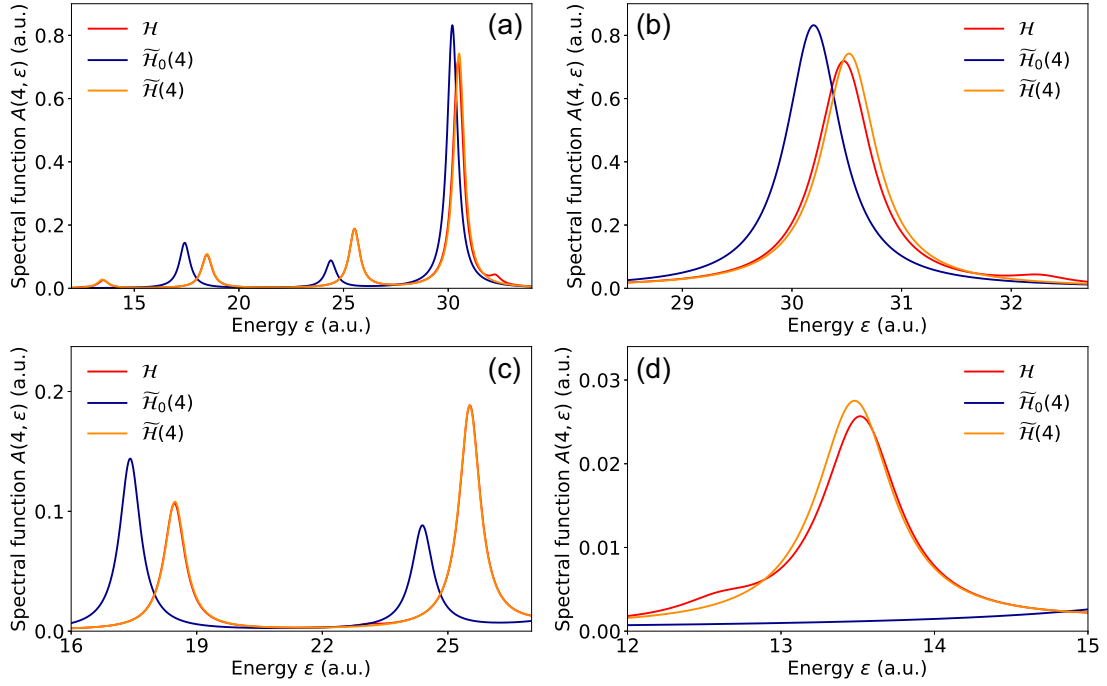 (a)
Spectral function A(4, ε) (a.u.)
0.8
0.6
0.4
0.2
0.0
ℋ
ℋ̃₀(4)
ℋ̃(4)
15 20 25 30
Energy ε (a.u.)
(b)
Spectral function A(4, ε) (a.u.)
0.8
0.6
0.4
0.2
0.0
ℋ
ℋ̃₀(4)
ℋ̃(4)
29 30 31 32
Energy ε (a.u.)
(c)
Spectral function A(4, ε) (a.u.)
0.2
0.1
0.0
ℋ
ℋ̃₀(4)
ℋ̃(4)
16 19 22 25
Energy ε (a.u.)
(d)
Spectral function A(4, ε) (a.u.)
0.03
0.02
0.01
0.00
ℋ
ℋ̃₀(4)
ℋ̃(4)
12 13 14 15
Energy ε (a.u.)